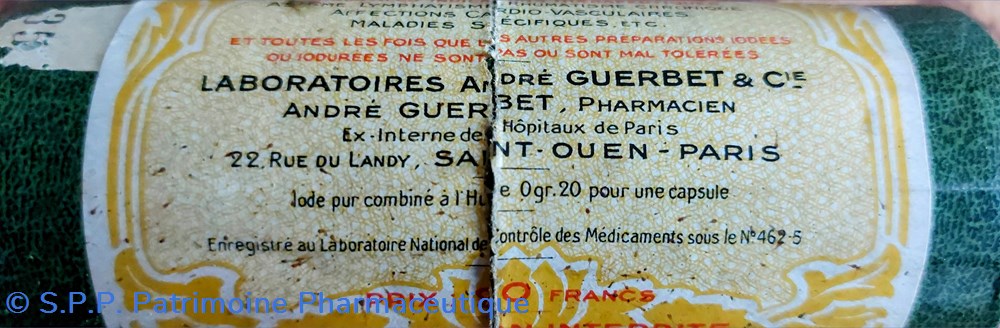 AFFECTIONS CARDIO-VASCULAIRES
MALADIES SPÉCIFIQUES, ETC.
ET TOUTES LES FOIS QUE LES AUTRES PRÉPARATIONS IODÉES
OU IODURÉES NE SONT PAS OU SONT MAL TOLÉRÉES
LABORATOIRES ANDRÉ GUERBET & CIE
ANDRÉ GUERBET, PHARMACIEN
Ex-Interne des Hôpitaux de Paris
22, RUE DU LANDY, SAINT-OUEN-PARIS
Iode pur combiné à l'Hu e 0gr.20 pour une capsule
Enregistré au Laboratoire National de Contrôle des Médicaments sous le N° 462-5
PRIX FRANCS
INTERDITE
© S.P.P. Patrimoine Pharmaceutique